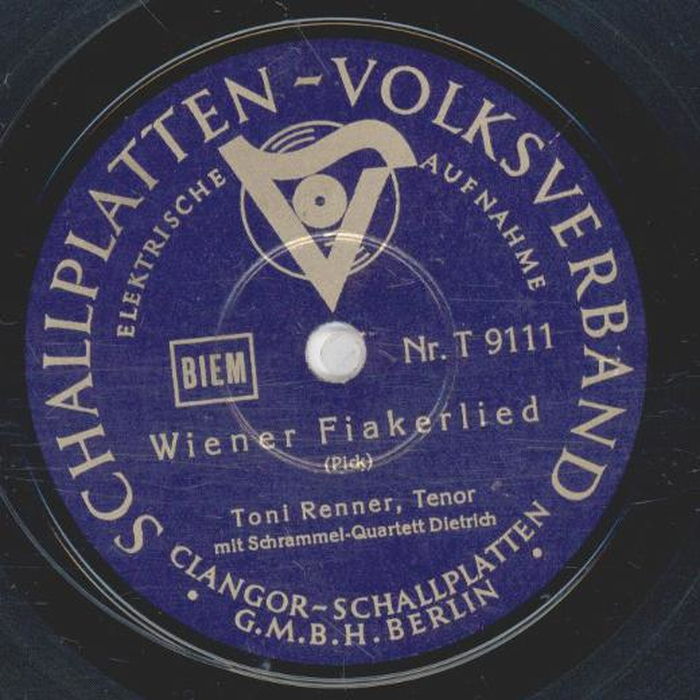 SCHALLPLATTEN-VOLKSVERBAND
ELEKTRISCHE AUFNAHME
BIEM
Nr. T 9111
Wiener Fiakerlied
(Pick)
Toni Renner, Tenor
mit Schrammel-Quartett Dietrich
CLANGOR-SCHALLPLATTEN
G.M.B.H. BERLIN